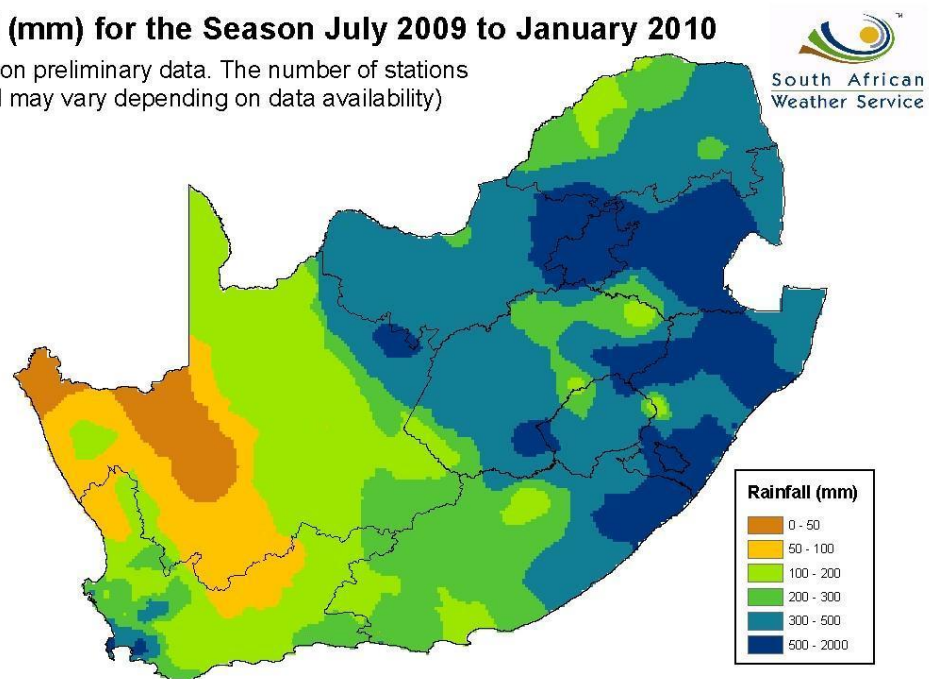 (mm) for the Season July 2009 to January 2010
on preliminary data. The number of stations
may vary depending on data availability)
South African
Weather Service
TM
Rainfall (mm)
0 - 50
50 - 100
100 - 200
200 - 300
300 - 500
500 - 2000